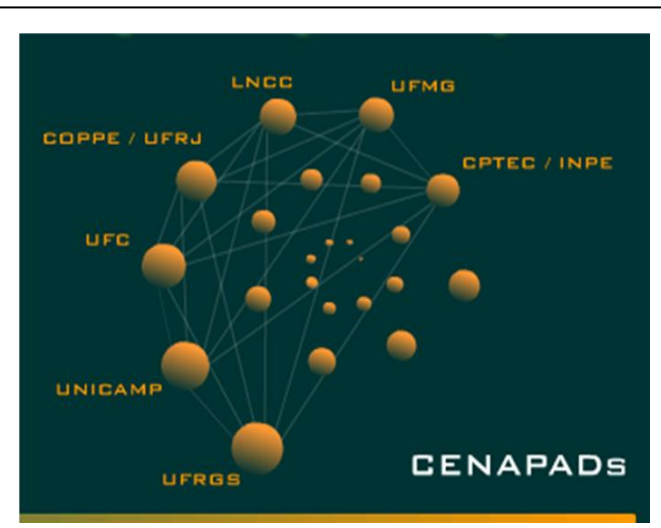 LNCC
UFMG
COPPE / UFRJ
CPTEC / INPE
UFC
UNICAMP
CENAPADs
UFRGS